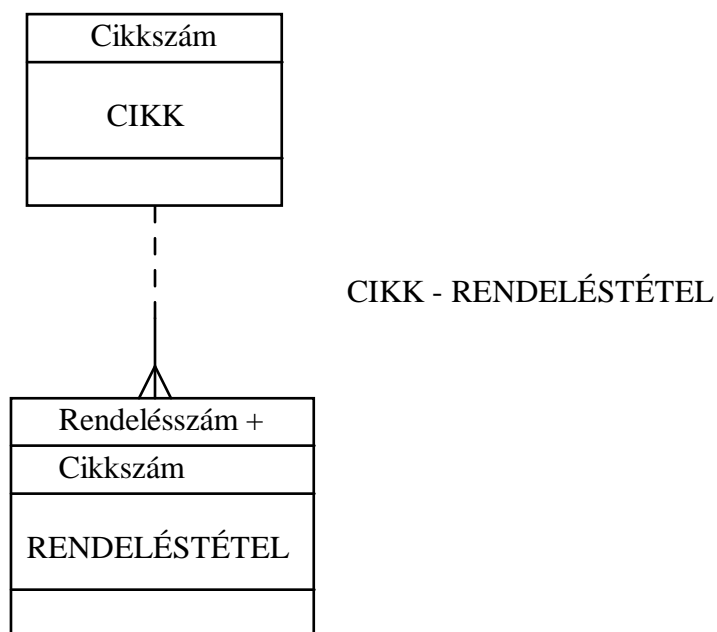 Cikkszám
CIKK
CIKK - RENDELÉSTÉTEL
Rendelésszám +
Cikkszám
RENDELÉSTÉTEL